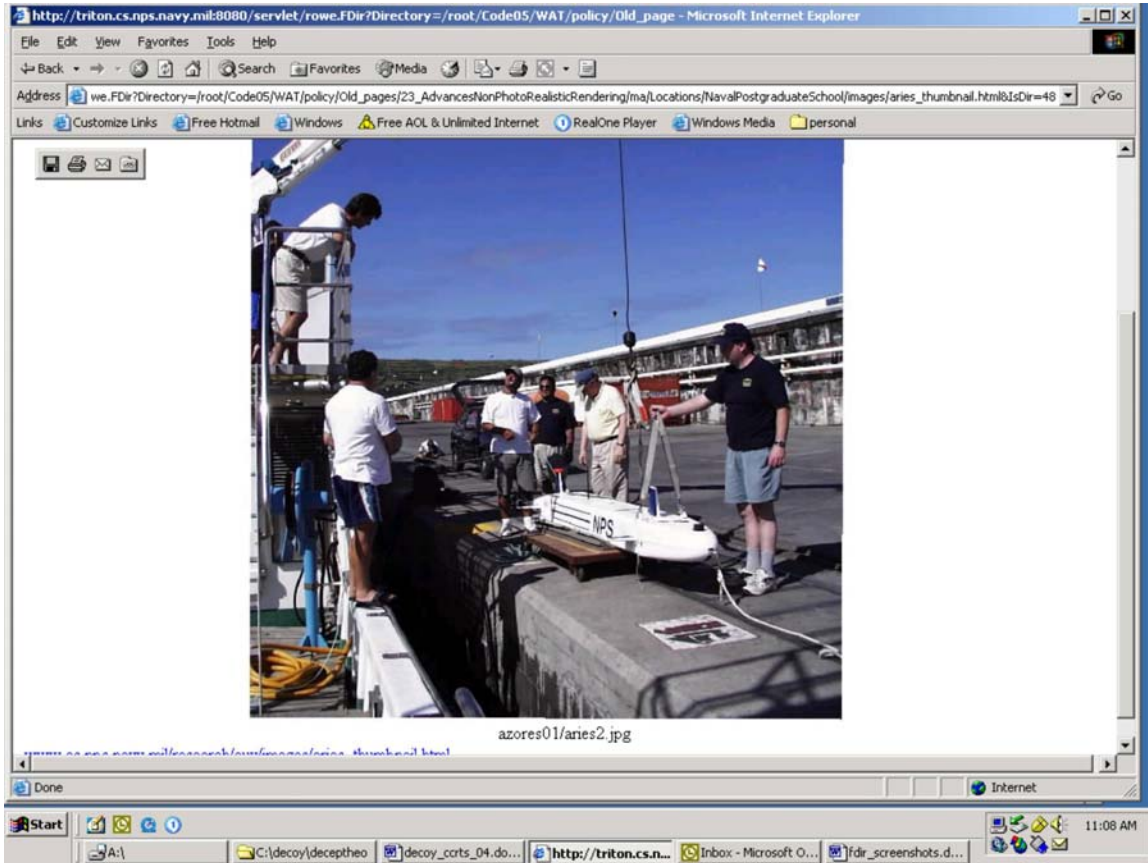 http://triton.cs.nps.navy.mil:8080/servlet/rowe.FDir?Directory=/root/Code05/WAT/policy/Old_page - Microsoft Internet Explorer
File Edit View Favorites Tools Help
Back Search Favorites Media
Address we.FDir?Directory=/root/Code05/WAT/policy/Old_pages/23_AdvancesNonPhotoRealisticRendering/ma/Locations/NavalPostgraduateSchool/images/aries_thumbnail.html&IsDir=48 Go
Links Customize Links Free Hotmail Windows Free AOL & Unlimited Internet RealOne Player Windows Media personal
NPS
azores01/aries2.jpg
Done Internet
Start 11:08 AM
A:\ C:\decoy\deceptheo decoy_ccrts_04.do... http://triton.cs.n... Inbox - Microsoft O... fdir_screenshots.d...